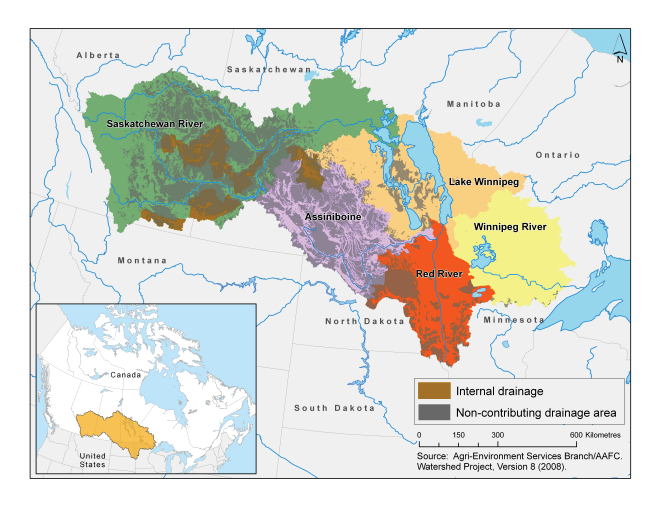 Alberta
Saskatchewan
Manitoba
Ontario
N
Saskatchewan River
Lake Winnipeg
Assiniboine
Winnipeg River
Montana
Red River
North Dakota
Minnesota
South Dakota
Canada
United
States
Internal drainage
Non-contributing drainage area
0 150 300 600 Kilometres
Source: Agri-Environment Services Branch/AAFC.
Watershed Project, Version 8 (2008).